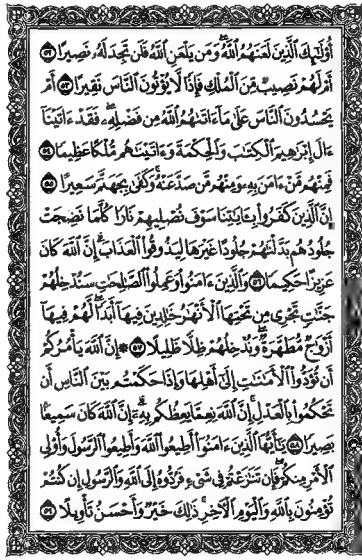 أُو۟لَٰٓئِكَ ٱلَّذِينَ لَعَنَهُمُ ٱللَّهُ ۖ وَمَن يَلْعَنِ ٱللَّهُ فَلَن تَجِدَ لَهُۥ نَصِيرًا ۝٥٢
أَمْ لَهُمْ نَصِيبٌ مِّنَ ٱلْمُلْكِ فَإِذًا لَّا يُؤْتُونَ ٱلنَّاسَ نَقِيرًا ۝٥٣ أَمْ
يَحْسُدُونَ ٱلنَّاسَ عَلَىٰ مَآ ءَاتَىٰهُمُ ٱللَّهُ مِن فَضْلِهِۦ ۖ فَقَدْ ءَاتَيْنَآ
ءَالَ إِبْرَٰهِيمَ ٱلْكِتَٰبَ وَٱلْحِكْمَةَ وَءَاتَيْنَٰهُم مُّلْكًا عَظِيمًا ۝٥٤
فَمِنْهُم مَّنْ ءَامَنَ بِهِۦ وَمِنْهُم مَّن صَدَّ عَنْهُ ۚ وَكَفَىٰ بِجَهَنَّمَ سَعِيرًا ۝٥٥
إِنَّ ٱلَّذِينَ كَفَرُوا۟ بِـَٔايَٰتِنَا سَوْفَ نُصْلِيهِمْ نَارًا كُلَّمَا نَضِجَتْ
جُلُودُهُم بَدَّلْنَٰهُمْ جُلُودًا غَيْرَهَا لِيَذُوقُوا۟ ٱلْعَذَابَ ۗ إِنَّ ٱللَّهَ كَانَ
عَزِيزًا حَكِيمًا ۝٥٦ وَٱلَّذِينَ ءَامَنُوا۟ وَعَمِلُوا۟ ٱلصَّٰلِحَٰتِ سَنُدْخِلُهُمْ
جَنَّٰتٍ تَجْرِى مِن تَحْتِهَا ٱلْأَنْهَٰرُ خَٰلِدِينَ فِيهَآ أَبَدًا ۖ لَّهُمْ فِيهَآ
أَزْوَٰجٌ مُّطَهَّرَةٌ ۖ وَنُدْخِلُهُمْ ظِلًّا ظَلِيلًا ۝٥٧ ۞ إِنَّ ٱللَّهَ يَأْمُرُكُمْ
أَن تُؤَدُّوا۟ ٱلْأَمَٰنَٰتِ إِلَىٰٓ أَهْلِهَا وَإِذَا حَكَمْتُم بَيْنَ ٱلنَّاسِ أَن
تَحْكُمُوا۟ بِٱلْعَدْلِ ۚ إِنَّ ٱللَّهَ نِعِمَّا يَعِظُكُم بِهِۦٓ ۗ إِنَّ ٱللَّهَ كَانَ سَمِيعًۢا
بَصِيرًا ۝٥٨ يَٰٓأَيُّهَا ٱلَّذِينَ ءَامَنُوٓا۟ أَطِيعُوا۟ ٱللَّهَ وَأَطِيعُوا۟ ٱلرَّسُولَ وَأُو۟لِى
ٱلْأَمْرِ مِنكُمْ ۖ فَإِن تَنَٰزَعْتُمْ فِى شَىْءٍ فَرُدُّوهُ إِلَى ٱللَّهِ وَٱلرَّسُولِ إِن كُنتُمْ
تُؤْمِنُونَ بِٱللَّهِ وَٱلْيَوْمِ ٱلْـَٔاخِرِ ۚ ذَٰلِكَ خَيْرٌ وَأَحْسَنُ تَأْوِيلًا ۝٥٩